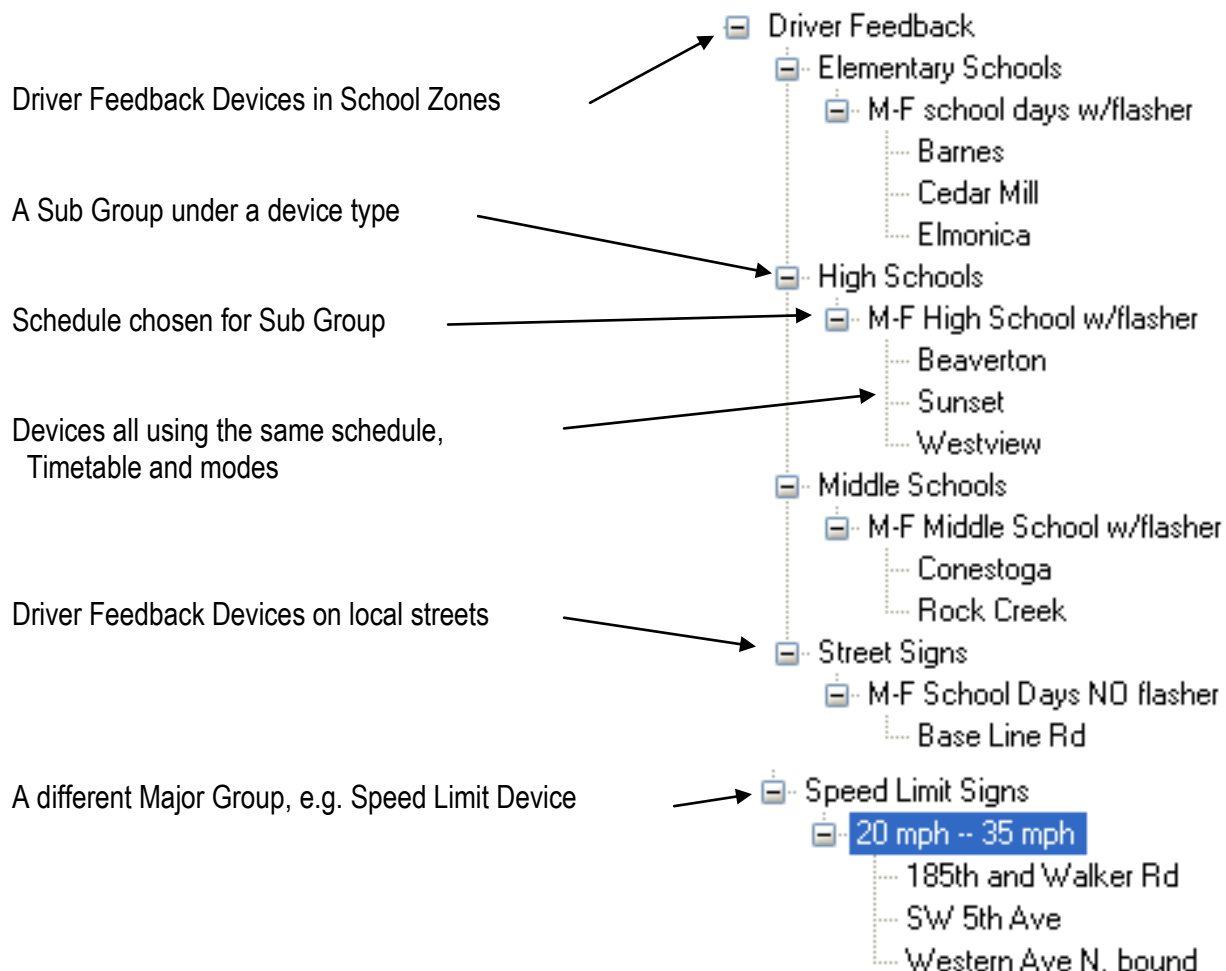 Driver Feedback
Elementary Schools
Driver Feedback Devices in School Zones
M-F school days w/flasher
Barnes
Cedar Mill
A Sub Group under a device type
Elmonica
High Schools
Schedule chosen for Sub Group
M-F High School w/flasher
Beaverton
Sunset
Devices all using the same schedule,
Timetable and modes
Westview
Middle Schools
M-F Middle School w/flasher
Conestoga
Driver Feedback Devices on local streets
Rock Creek
Street Signs
M-F School Days NO flasher
Base Line Rd
A different Major Group, e.g. Speed Limit Device
Speed Limit Signs
20 mph -- 35 mph
185th and Walker Rd
SW 5th Ave
Western Ave N. bound